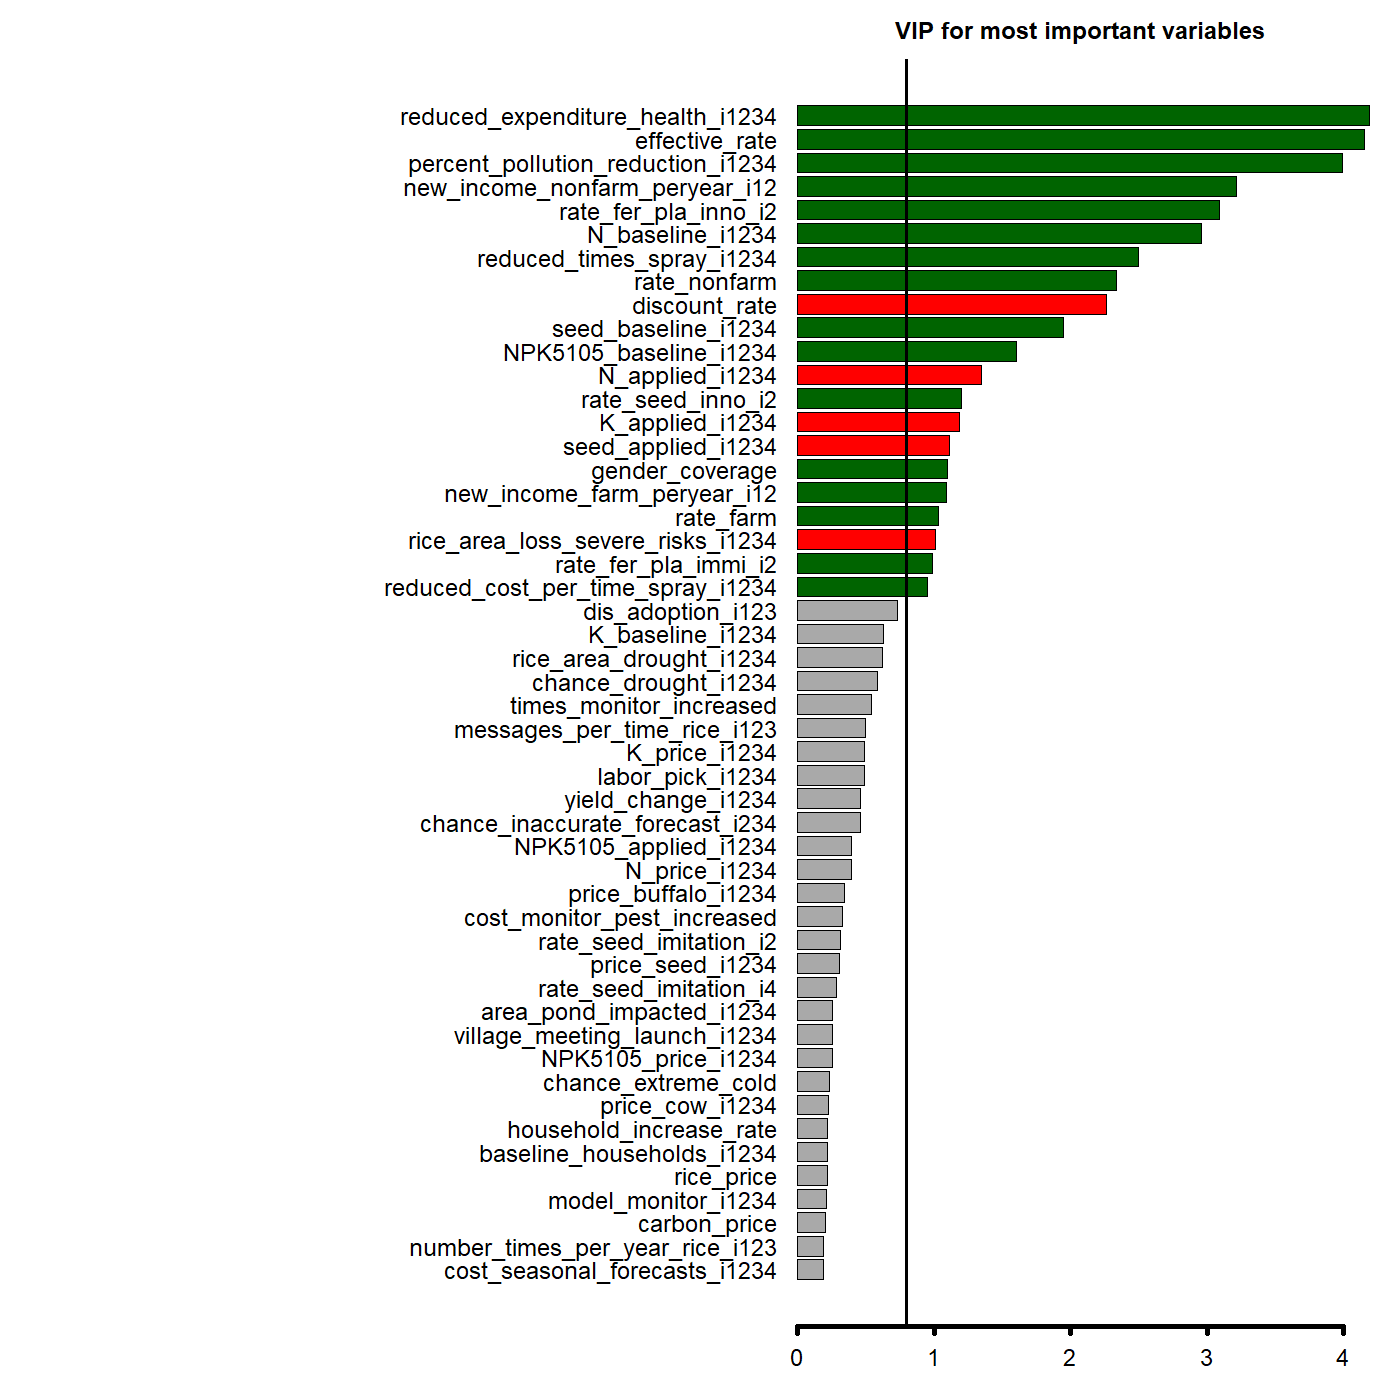 VIP for most important variables
reduced_expenditure_health_i1234
effective_rate
percent_pollution_reduction_i1234
new_income_nonfarm_peryear_i12
rate_fer_pla_inno_i2
N_baseline_i1234
reduced_times_spray_i1234
rate_nonfarm
discount_rate
seed_baseline_i1234
NPK5105_baseline_i1234
N_applied_i1234
rate_seed_inno_i2
K_applied_i1234
seed_applied_i1234
gender_coverage
new_income_farm_peryear_i12
rate_farm
rice_area_loss_severe_risks_i1234
rate_fer_pla_immi_i2
reduced_cost_per_time_spray_i1234
dis_adoption_i123
K_baseline_i1234
rice_area_drought_i1234
chance_drought_i1234
times_monitor_increased
messages_per_time_rice_i123
K_price_i1234
labor_pick_i1234
yield_change_i1234
chance_inaccurate_forecast_i234
NPK5105_applied_i1234
N_price_i1234
price_buffalo_i1234
cost_monitor_pest_increased
rate_seed_imitation_i2
price_seed_i1234
rate_seed_imitation_i4
area_pond_impacted_i1234
village_meeting_launch_i1234
NPK5105_price_i1234
chance_extreme_cold
price_cow_i1234
household_increase_rate
baseline_households_i1234
rice_price
model_monitor_i1234
carbon_price
number_times_per_year_rice_i123
cost_seasonal_forecasts_i1234
0 1 2 3 4